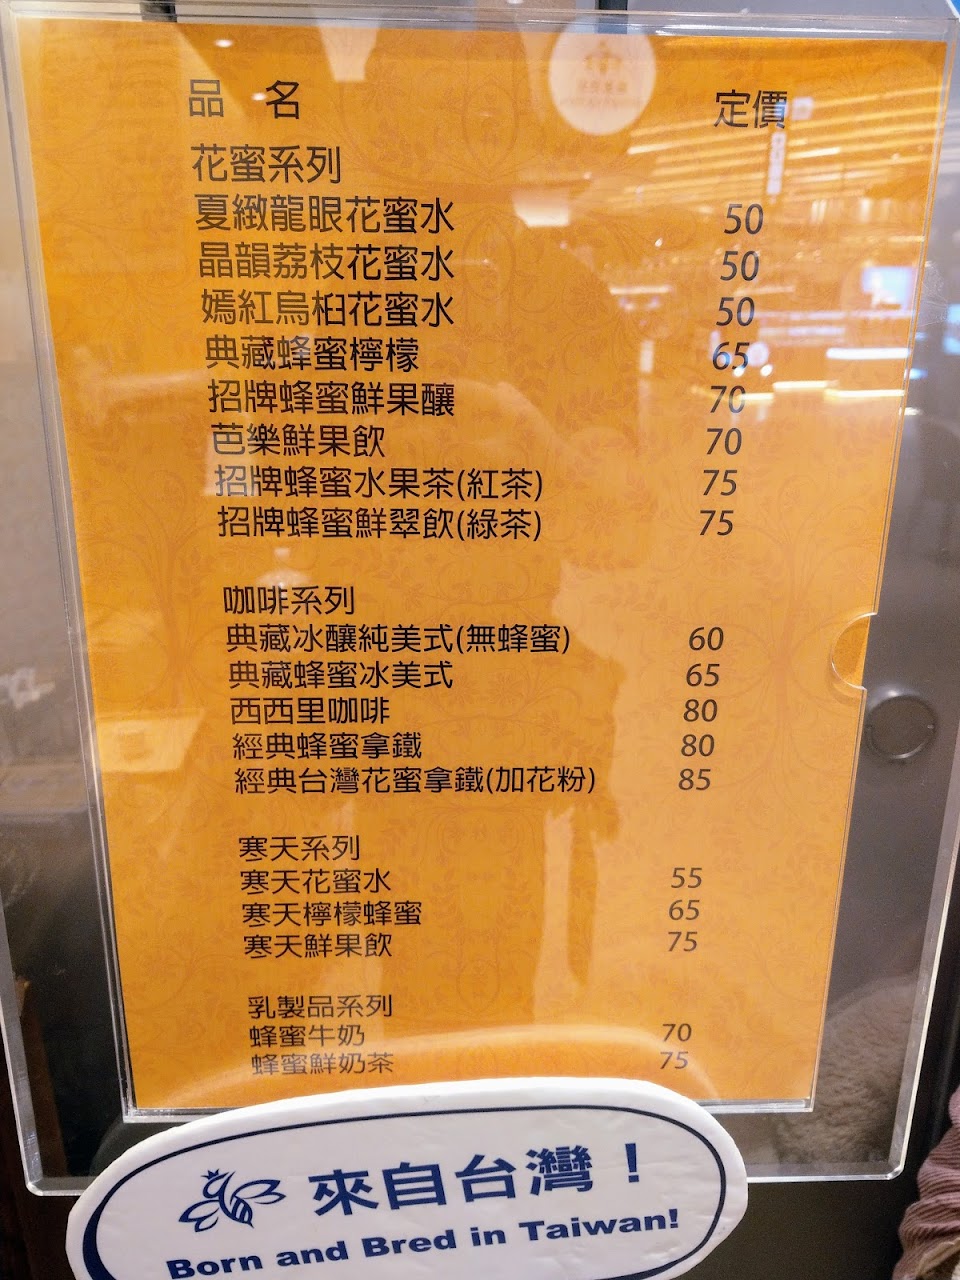 品 名 定價
花蜜系列
夏緻龍眼花蜜水 50
晶韻荔枝花蜜水 50
嫣紅烏桕花蜜水 50
典藏蜂蜜檸檬 65
招牌蜂蜜鮮果釀 70
芭樂鮮果飲 70
招牌蜂蜜水果茶(紅茶) 75
招牌蜂蜜鮮翠飲(綠茶) 75
咖啡系列
典藏冰釀純美式(無蜂蜜) 60
典藏蜂蜜冰美式 65
西西里咖啡 80
經典蜂蜜拿鐵 80
經典台灣花蜜拿鐵(加花粉) 85
寒天系列
寒天花蜜水 55
寒天檸檬蜂蜜 65
寒天鮮果飲 75
乳製品系列
蜂蜜牛奶 70
蜂蜜鮮奶茶 75
來自台灣！
Born and Bred in Taiwan!